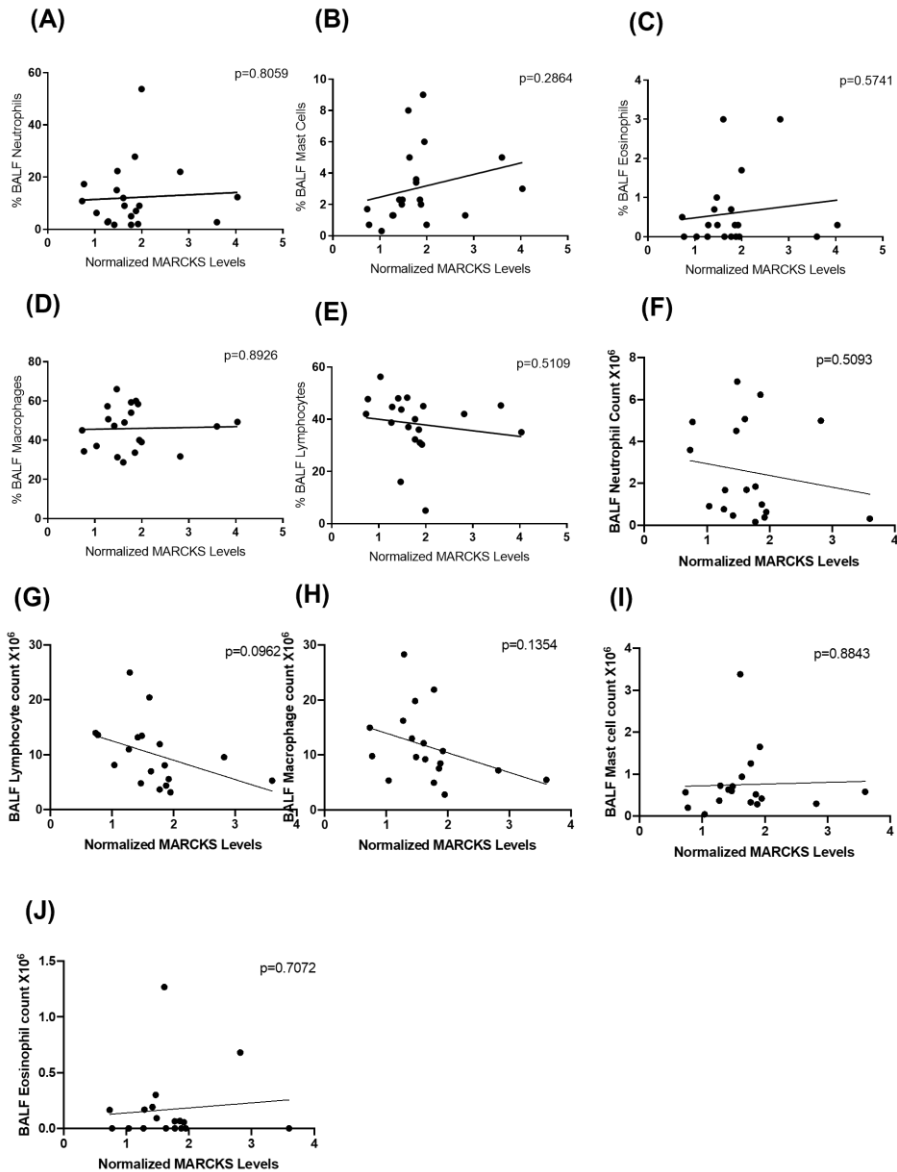 (A)
p=0.8059
% BALF Neutrophils
60
40
20
0
0 1 2 3 4 5
Normalized MARCKS Levels
(B)
p=0.2864
% BALF Mast Cells
10
8
6
4
2
0
0 1 2 3 4 5
Normalized MARCKS Levels
(C)
p=0.5741
% BALF Eosinophils
4
3
2
1
0
0 1 2 3 4 5
Normalized MARCKS Levels
(D)
p=0.8926
% BALF Macrophages
80
60
40
20
0
0 1 2 3 4 5
Normalized MARCKS Levels
(E)
p=0.5109
% BALF Lymphocytes
60
40
20
0
0 1 2 3 4 5
Normalized MARCKS Levels
(F)
p=0.5093
BALF Neutrophil Count X10⁶
8
6
4
2
0
0 1 2 3 4
Normalized MARCKS Levels
(G)
p=0.0962
BALF Lymphocyte count X10⁶
30
20
10
0
0 1 2 3 4
Normalized MARCKS Levels
(H)
p=0.1354
BALF Macrophage count X10⁶
30
20
10
0
0 1 2 3 4
Normalized MARCKS Levels
(I)
p=0.8843
BALF Mast cell count X10⁶
4
3
2
1
0
0 1 2 3 4
Normalized MARCKS Levels
(J)
p=0.7072
BALF Eosinophil count X10⁶
1.5
1.0
0.5
0.0
0 1 2 3 4
Normalized MARCKS Levels